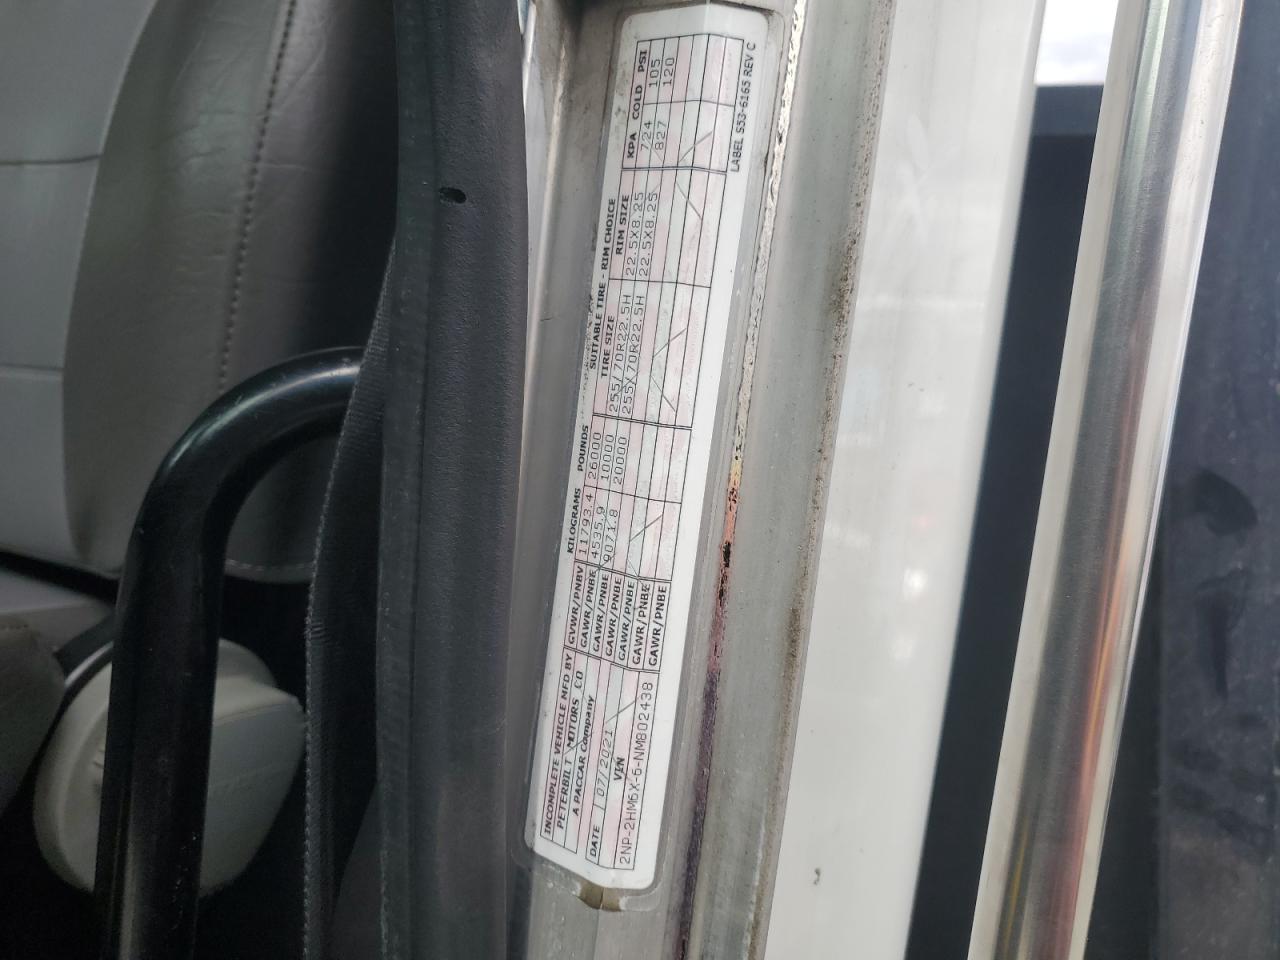 INCOMPLETE VEHICLE MFD BY
PETERBILT MOTORS CO
A PACCAR Company
DATE 07/2021
VIN
2NP-2HM6X-6-NM802438
KILOGRAMS POUNDS
GVWR/PNBV 11793.4 26000
GAWR/PNBE 4535.9 10000
GAWR/PNBE 9071.8 20000
GAWR/PNBE
GAWR/PNBE
GAWR/PNBE
GAWR/PNBE
SUITABLE TIRE - RIM CHOICE
TIRE SIZE RIM SIZE KPA COLD PSI
255/70R22.5H 22.5X8.25 724 105
255X70R22.5H 22.5X8.25 827 120
LABEL S53-6165 REV C